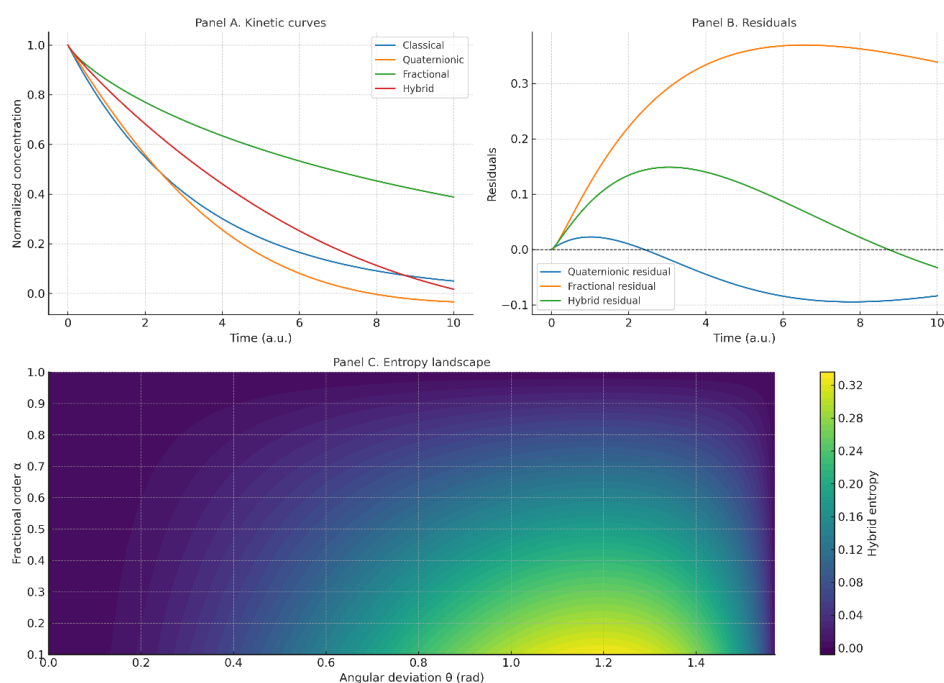 Panel A. Kinetic curves
1.0
0.8
0.6
0.4
0.2
0.0
Normalized concentration
Classical
Quaternionic
Fractional
Hybrid
0 2 4 6 8 10
Time (a.u.)
Panel B. Residuals
0.3
0.2
0.1
0.0
−0.1
Residuals
Quaternionic residual
Fractional residual
Hybrid residual
0 2 4 6 8 10
Time (a.u.)
Panel C. Entropy landscape
1.0
0.9
0.8
0.7
0.6
0.5
0.4
0.3
0.2
0.1
Fractional order α
0.0 0.2 0.4 0.6 0.8 1.0 1.2 1.4
Angular deviation θ (rad)
0.32
0.28
0.24
0.20
0.16
0.12
0.08
0.04
0.00
Hybrid entropy